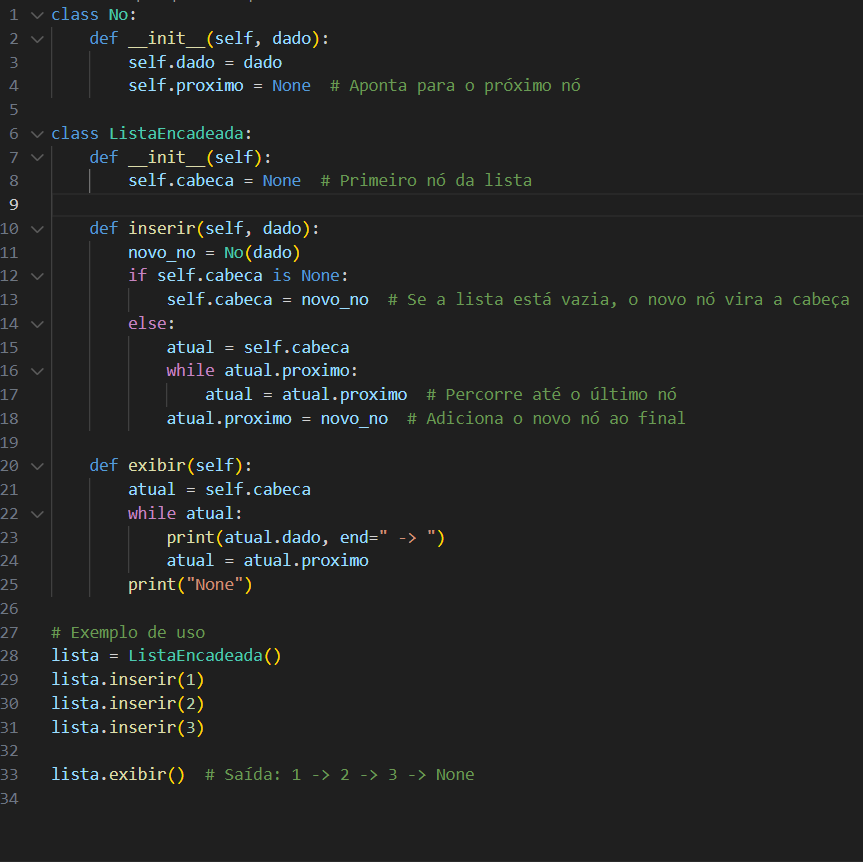 1 class No:
2     def __init__(self, dado):
3         self.dado = dado
4         self.proximo = None  # Aponta para o próximo nó
5
6 class ListaEncadeada:
7     def __init__(self):
8         self.cabeca = None  # Primeiro nó da lista
9
10     def inserir(self, dado):
11         novo_no = No(dado)
12         if self.cabeca is None:
13             self.cabeca = novo_no  # Se a lista está vazia, o novo nó vira a cabeça
14         else:
15             atual = self.cabeca
16             while atual.proximo:
17                 atual = atual.proximo  # Percorre até o último nó
18             atual.proximo = novo_no  # Adiciona o novo nó ao final
19
20     def exibir(self):
21         atual = self.cabeca
22         while atual:
23             print(atual.dado, end=" -> ")
24             atual = atual.proximo
25         print("None")
26
27 # Exemplo de uso
28 lista = ListaEncadeada()
29 lista.inserir(1)
30 lista.inserir(2)
31 lista.inserir(3)
32
33 lista.exibir()  # Saída: 1 -> 2 -> 3 -> None
34